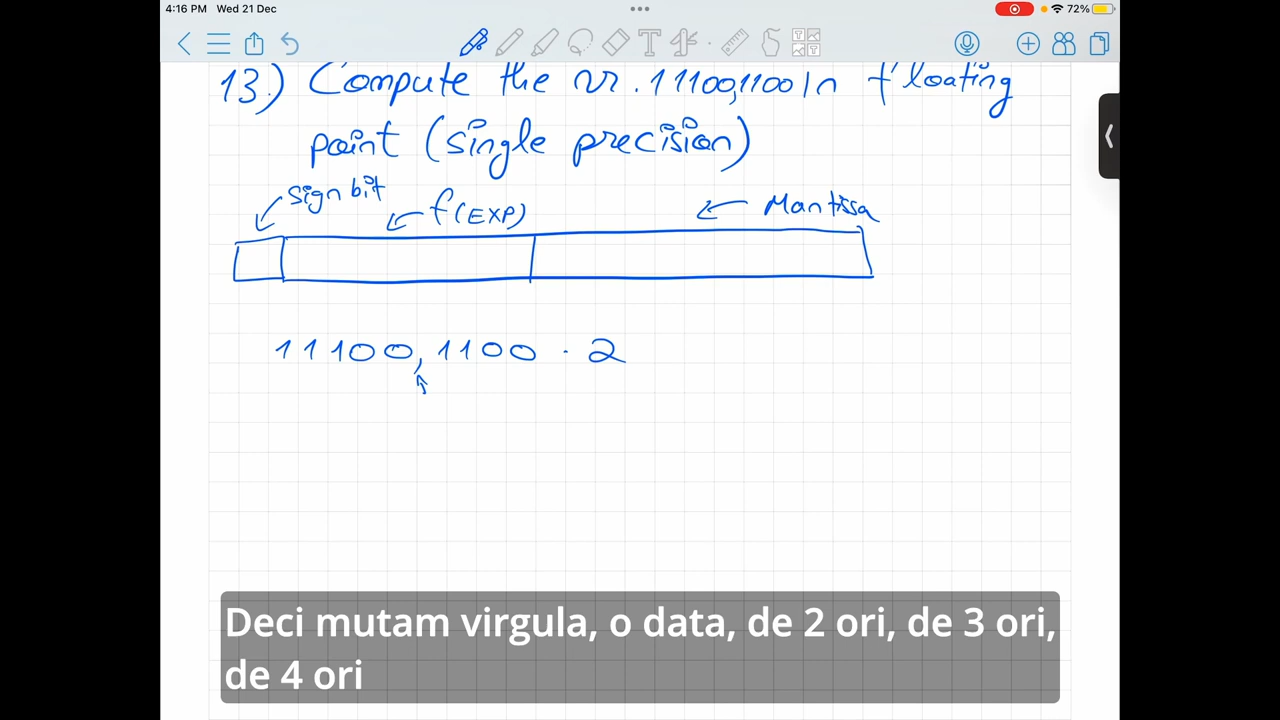 4:16 PM Wed 21 Dec
72%
13.) Compute the nr. 11100,1100 in floating
point (single precision)
sign bit
f(EXP)
Mantissa
11100,1100 · 2
Deci mutam virgula, o data, de 2 ori, de 3 ori,
de 4 ori